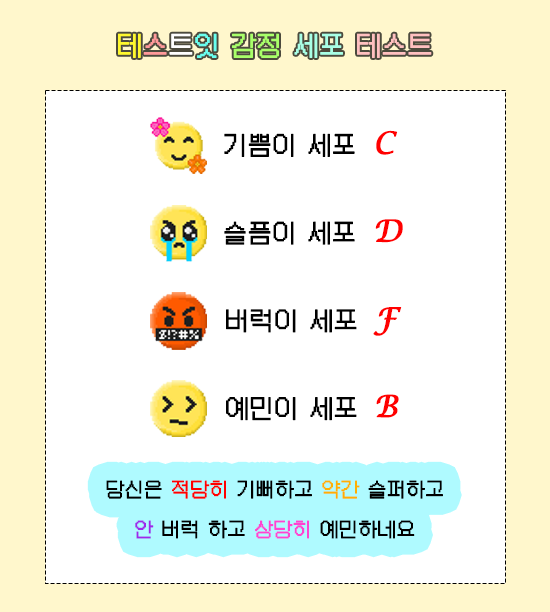 테스트잇 감정 세포 테스트
기쁨이 세포 C
슬픔이 세포 D
$!?#%
버럭이 세포 F
예민이 세포 B
당신은 적당히 기뻐하고 약간 슬퍼하고
안 버럭 하고 상당히 예민하네요